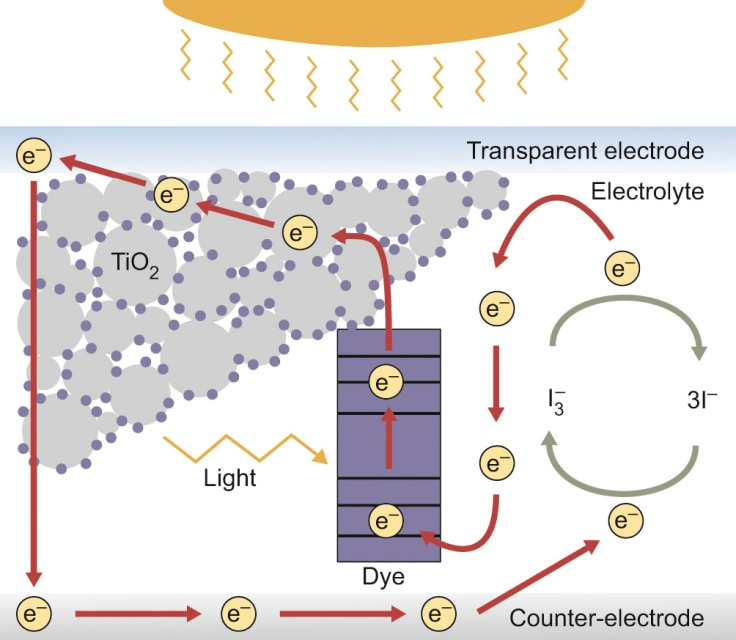 Transparent electrode
e⁻
Electrolyte
e⁻
e⁻
TiO₂
e⁻
e⁻
e⁻
I₃⁻
3I⁻
e⁻
Light
e⁻
e⁻
Dye
e⁻
e⁻
e⁻
Counter-electrode